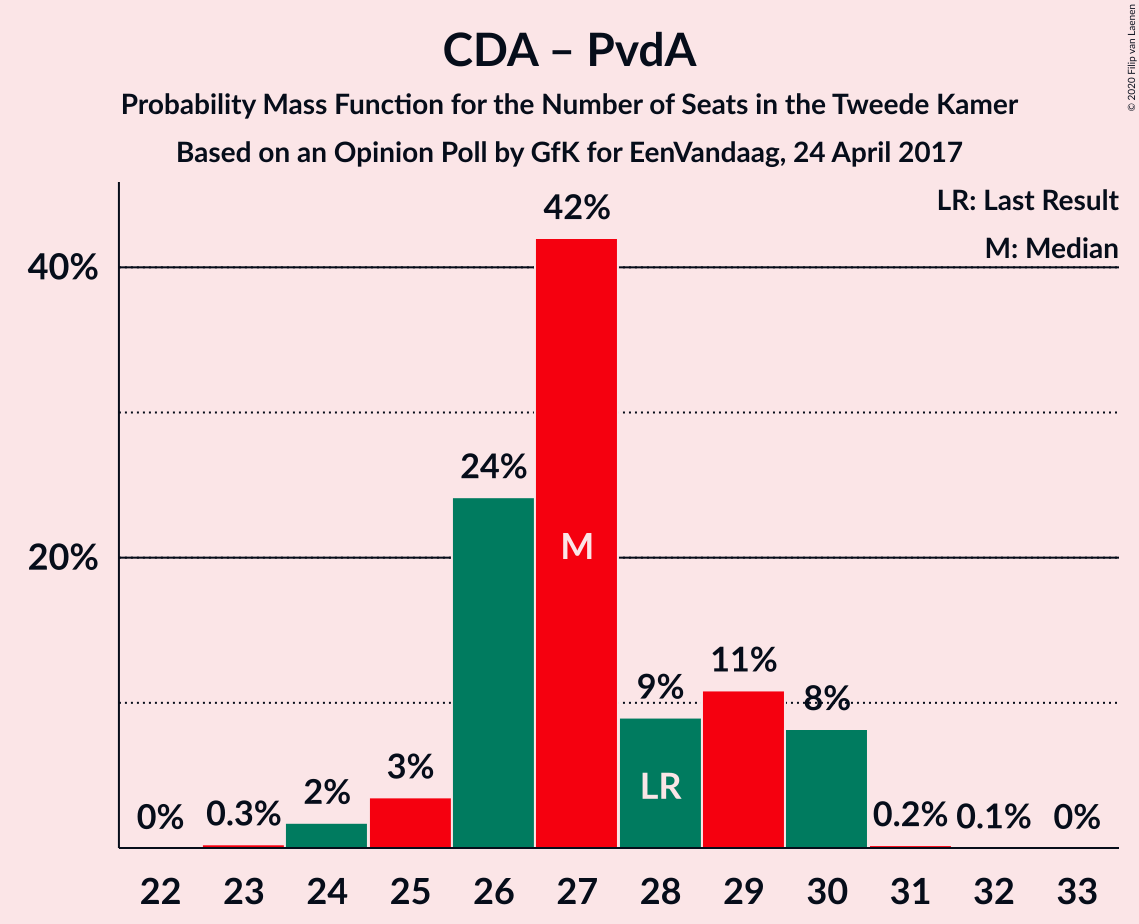 CDA – PvdA
Probability Mass Function for the Number of Seats in the Tweede Kamer
Based on an Opinion Poll by GfK for EenVandaag, 24 April 2017
© 2020 Filip van Laenen
LR: Last Result
M: Median
40%
20%
0%
0.3%
2%
3%
24%
42%
9%
11%
8%
0.2%
0.1%
0%
M
LR
22 23 24 25 26 27 28 29 30 31 32 33